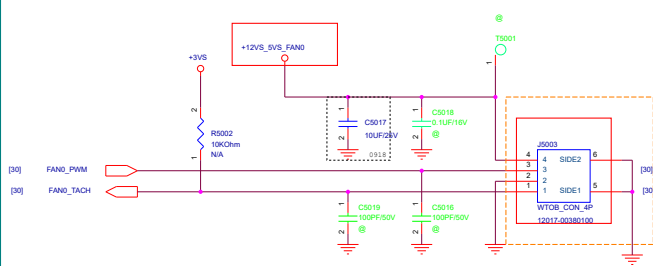 @
T5001
1
+12VS_5VS_FAN0
+3VS
2
R5002
10KOhm
N/A
1
1
C5017
10UF/25V
2
0918
1
C5018
0.1UF/16V
@
2
J5003
4 4 SIDE2 6
3 3
2 2
1 1 SIDE1 5
WTOB_CON_4P
12017-00380100
[30] FAN0_PWM
[30] FAN0_TACH
[30]
[30
1
C5019
100PF/50V
@
2
1
C5016
100PF/50V
@
2